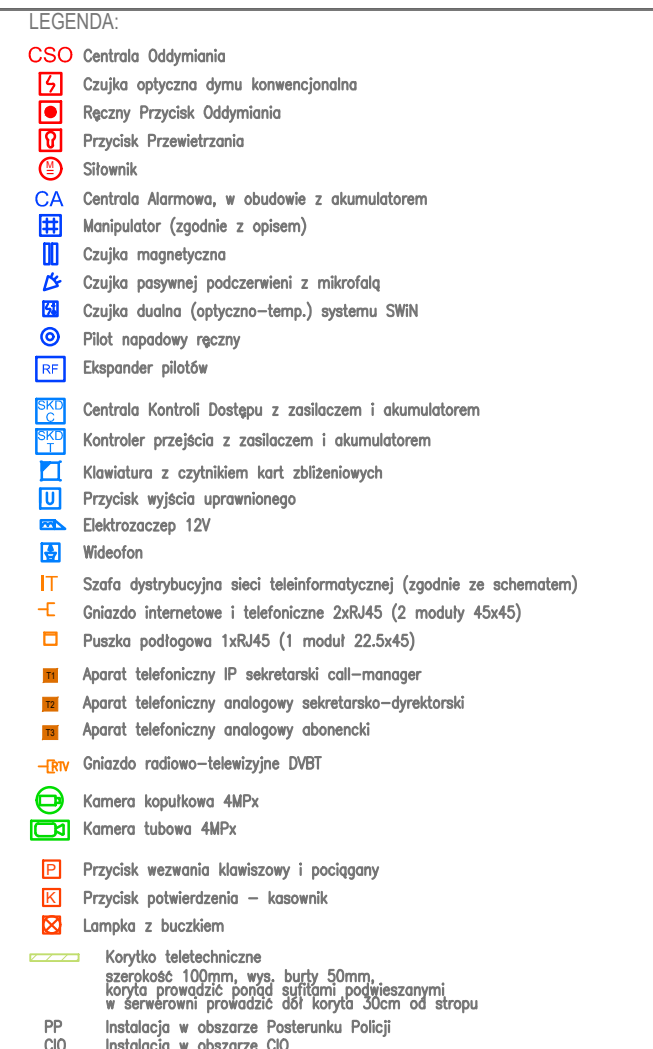 LEGENDA:
CSO Centrala Oddymiania
Czujka optyczna dymu konwencjonalna
Ręczny Przycisk Oddymiania
Przycisk Przewietrzania
M Siłownik
CA Centrala Alarmowa, w obudowie z akumulatorem
Manipulator (zgodnie z opisem)
Czujka magnetyczna
Czujka pasywnej podczerwieni z mikrofalą
Czujka dualna (optyczno-temp.) systemu SWiN
Pilot napadowy ręczny
RF Ekspander pilotów
SKD C Centrala Kontroli Dostępu z zasilaczem i akumulatorem
SKD T Kontroler przejścia z zasilaczem i akumulatorem
Klawiatura z czytnikiem kart zbliżeniowych
U Przycisk wyjścia uprawnionego
Elektrozaczep 12V
Wideofon
IT Szafa dystrybucyjna sieci teleinformatycznej (zgodnie ze schematem)
Gniazdo internetowe i telefoniczne 2xRJ45 (2 moduły 45x45)
Puszka podłogowa 1xRJ45 (1 moduł 22.5x45)
T1 Aparat telefoniczny IP sekretarski call-manager
T2 Aparat telefoniczny analogowy sekretarsko-dyrektorski
T3 Aparat telefoniczny analogowy abonencki
RTV Gniazdo radiowo-telewizyjne DVBT
Kamera kopułkowa 4MPx
Kamera tubowa 4MPx
P Przycisk wezwania klawiszowy i pociągany
K Przycisk potwierdzenia - kasownik
Lampka z buczkiem
Korytko teletechniczne
szerokość 100mm, wys. burty 50mm,
koryta prowadzić ponad sufitami podwieszanymi
w serwerowni prowadzić dół koryta 30cm od stropu
PP Instalacja w obszarze Posterunku Policji
CIO Instalacja w obszarze CIO